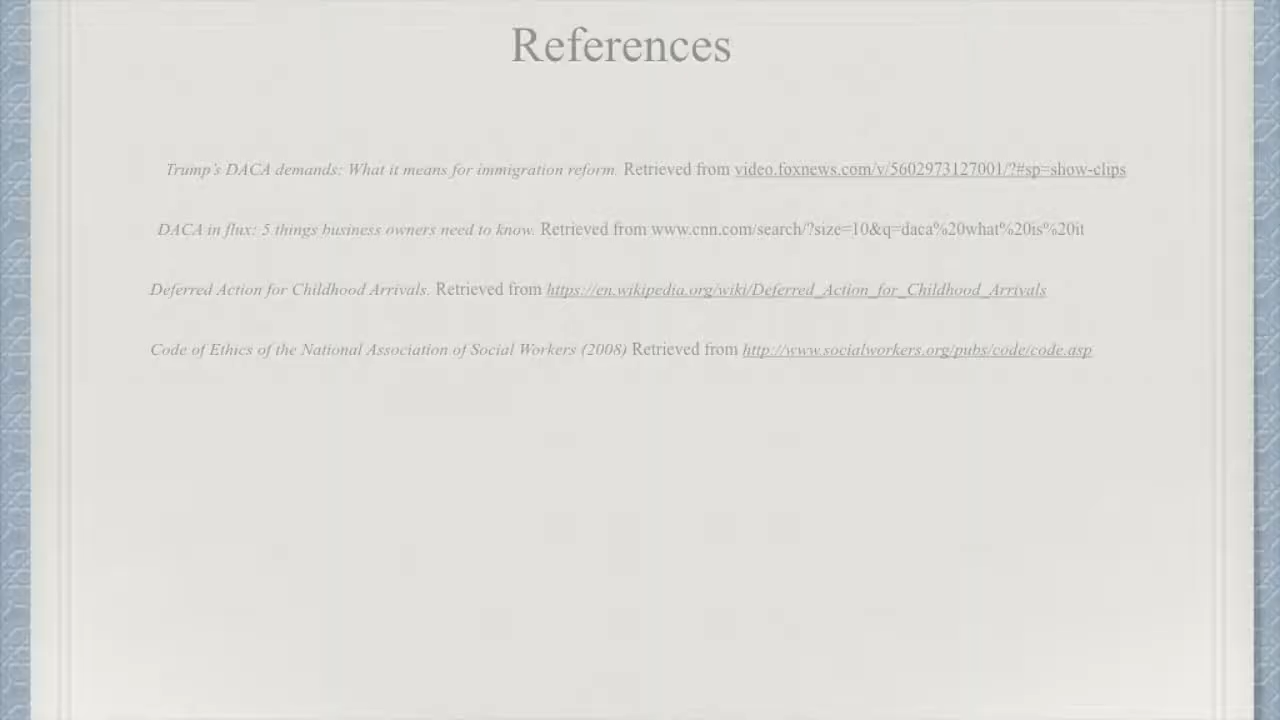 References
Trump's DACA demands: What it means for immigration reform. Retrieved from video.foxnews.com/v/5602973127001/?#sp=show-clips
DACA in flux: 5 things business owners need to know. Retrieved from www.cnn.com/search/?size=10&q=daca%20what%20is%20it
Deferred Action for Childhood Arrivals. Retrieved from https://en.wikipedia.org/wiki/Deferred_Action_for_Childhood_Arrivals
Code of Ethics of the National Association of Social Workers (2008) Retrieved from http://www.socialworkers.org/pubs/code/code.asp